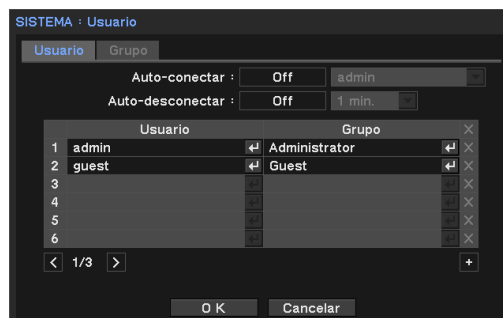 SISTEMA : Usuario
Usuario Grupo
Auto-conectar : Off admin
Auto-desconectar : Off 1 min.
Usuario Grupo X
1 admin Administrator X
2 guest Guest X
3 X
4 X
5 X
6 X
< 1/3 > +
OK Cancelar